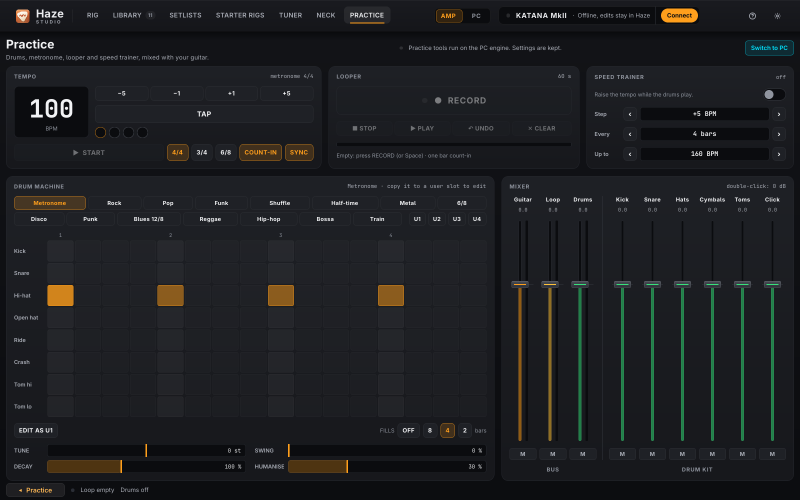 Haze
STUDIO
RIG
LIBRARY 11
SETLISTS
STARTER RIGS
TUNER
NECK
PRACTICE
AMP
PC
KATANA MkII · Offline, edits stay in Haze
Connect
Practice
Drums, metronome, looper and speed trainer, mixed with your guitar.
Practice tools run on the PC engine. Settings are kept.
Switch to PC
TEMPO
metronome 4/4
100
BPM
−5
−1
+1
+5
TAP
▶ START
4/4
3/4
6/8
COUNT-IN
SYNC
LOOPER
60 s
RECORD
STOP
▶ PLAY
UNDO
× CLEAR
Empty: press RECORD (or Space) · one bar count-in
SPEED TRAINER
off
Raise the tempo while the drums play.
Step ‹ +5 BPM ›
Every ‹ 4 bars ›
Up to ‹ 160 BPM ›
DRUM MACHINE
Metronome · copy it to a user slot to edit
Metronome
Rock
Pop
Funk
Shuffle
Half-time
Metal
6/8
Disco
Punk
Blues 12/8
Reggae
Hip-hop
Bossa
Train
U1
U2
U3
U4
1 2 3 4
Kick
Snare
Hi-hat
Open hat
Ride
Crash
Tom hi
Tom lo
EDIT AS U1
FILLS OFF 8 4 2 bars
TUNE 0 st
SWING 0 %
DECAY 100 %
HUMANISE 30 %
MIXER
double-click: 0 dB
Guitar Loop Drums Kick Snare Hats Cymbals Toms Click
0.0 0.0 0.0 0.0 0.0 0.0 0.0 0.0 0.0
M M M M M M M M M
BUS
DRUM KIT
Practice
Loop empty
Drums off